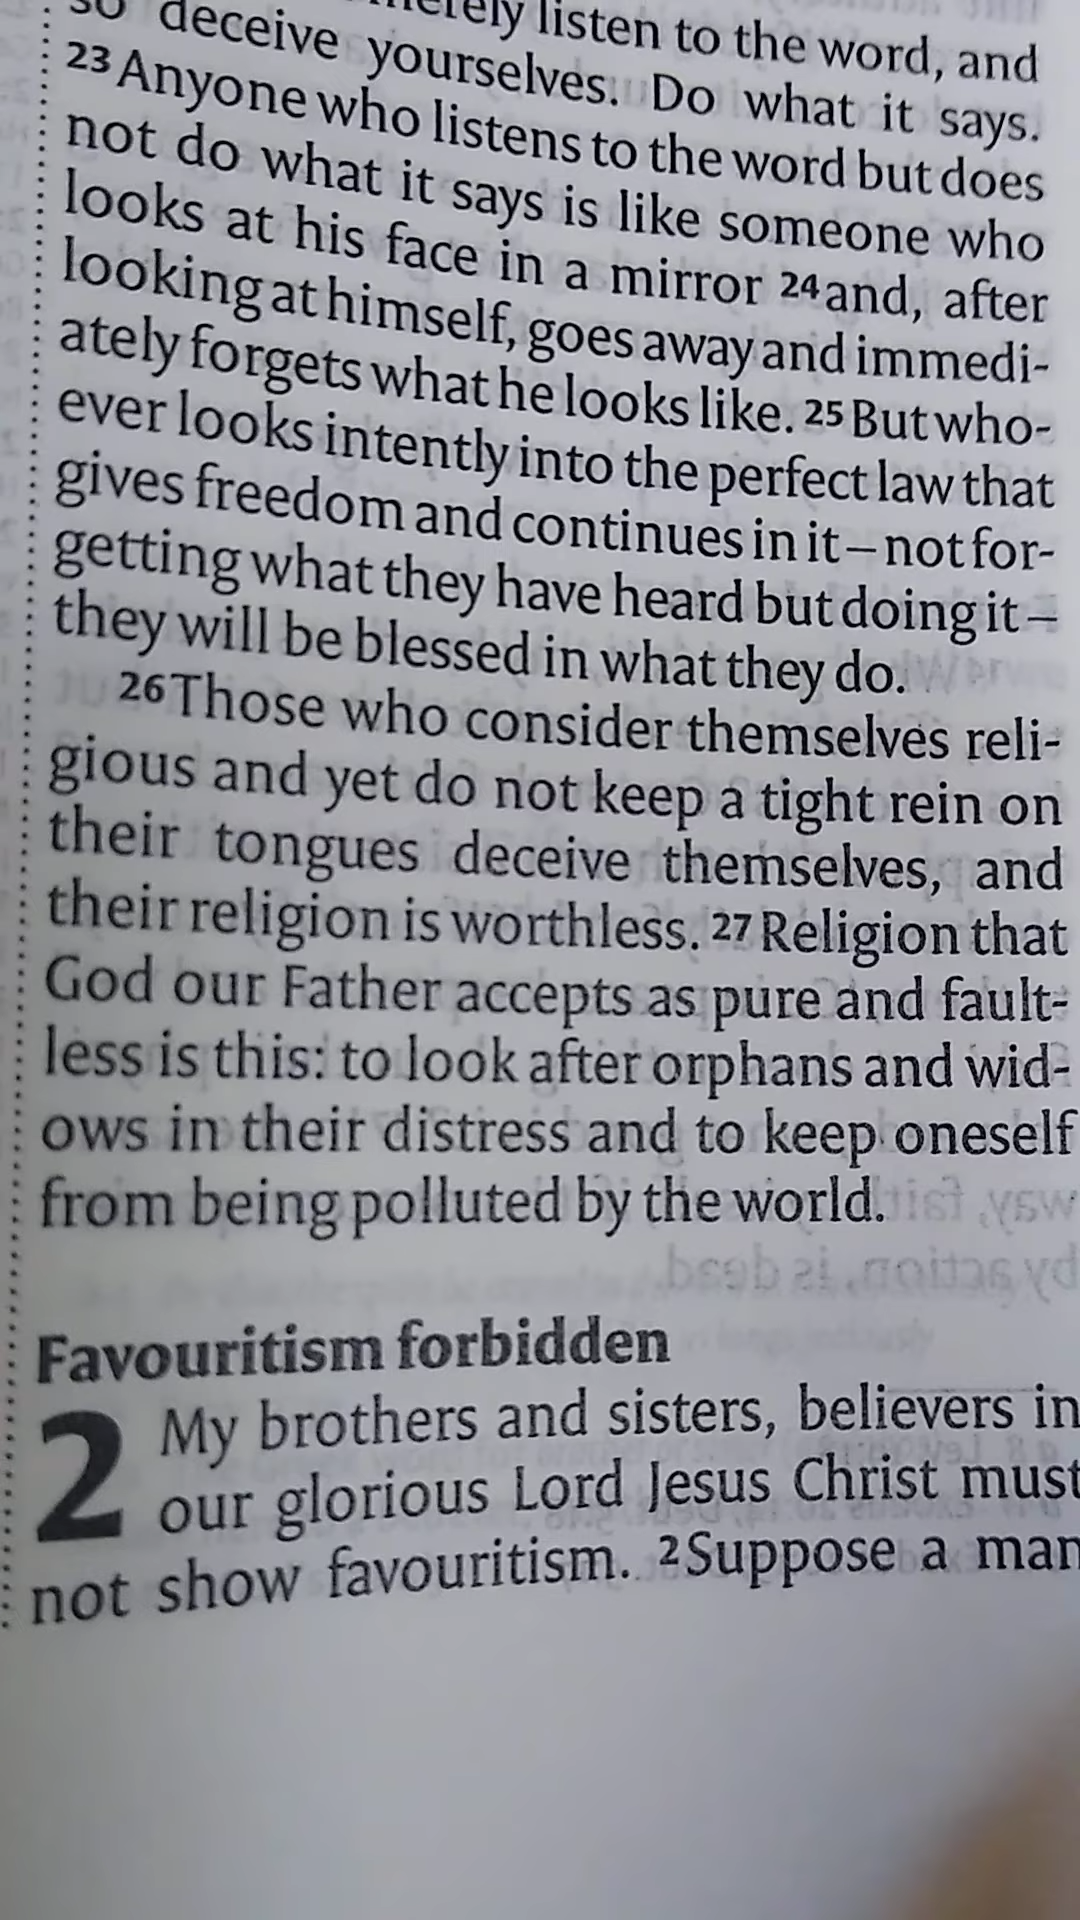 listen to the word, and
so deceive yourselves. Do what it says.
23 Anyone who listens to the word but does
not do what it says is like someone who
looks at his face in a mirror 24 and, after
looking at himself, goes away and immedi-
ately forgets what he looks like. 25 But who-
ever looks intently into the perfect law that
gives freedom and continues in it – not for-
getting what they have heard but doing it –
they will be blessed in what they do.
26 Those who consider themselves reli-
gious and yet do not keep a tight rein on
their tongues deceive themselves, and
their religion is worthless. 27 Religion that
God our Father accepts as pure and fault-
less is this: to look after orphans and wid-
ows in their distress and to keep oneself
from being polluted by the world.
Favouritism forbidden
2 My brothers and sisters, believers in
our glorious Lord Jesus Christ must
not show favouritism. 2 Suppose a man